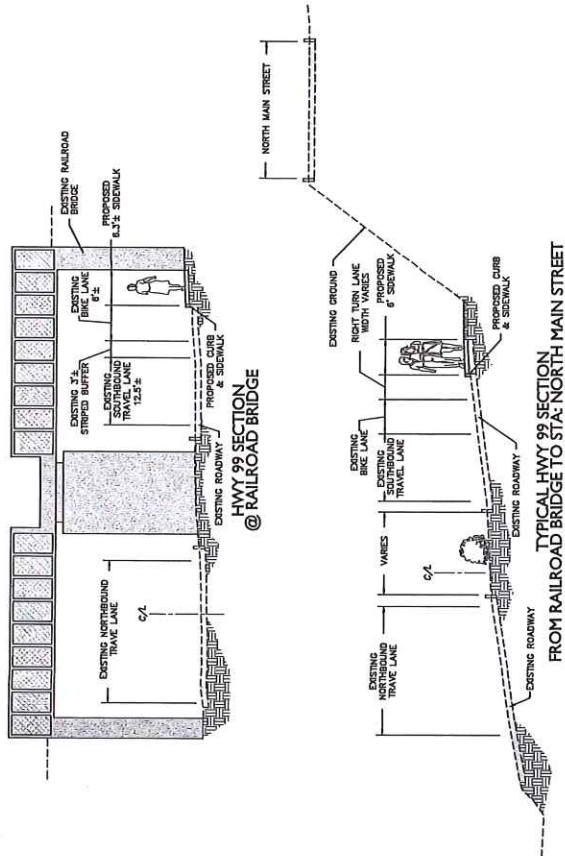 EXISTING RAILROAD
BRIDGE
PROPOSED
6.3'± SIDEWALK
EXISTING
BIKE LANE
6'±
EXISTING 3'±
STRIPED BUFFER
EXISTING
SOUTHBOUND
TRAVEL LANE
12.5'±
PROPOSED CURB
& SIDEWALK
EXISTING ROADWAY
EXISTING NORTHBOUND
TRAVE LANE
C/L
HWY 99 SECTION
@ RAILROAD BRIDGE
NORTH MAIN STREET
EXISTING GROUND
RIGHT TURN LANE
WIDTH VARIES
PROPOSED
6' SIDEWALK
EXISTING
BIKE LANE
EXISTING
SOUTHBOUND
TRAVEL LANE
VARIES
C/L
EXISTING
NORTHBOUND
TRAVE LANE
PROPOSED CURB
& SIDEWALK
EXISTING ROADWAY
EXISTING ROADWAY
TYPICAL HWY 99 SECTION
FROM RAILROAD BRIDGE TO STA: NORTH MAIN STREET